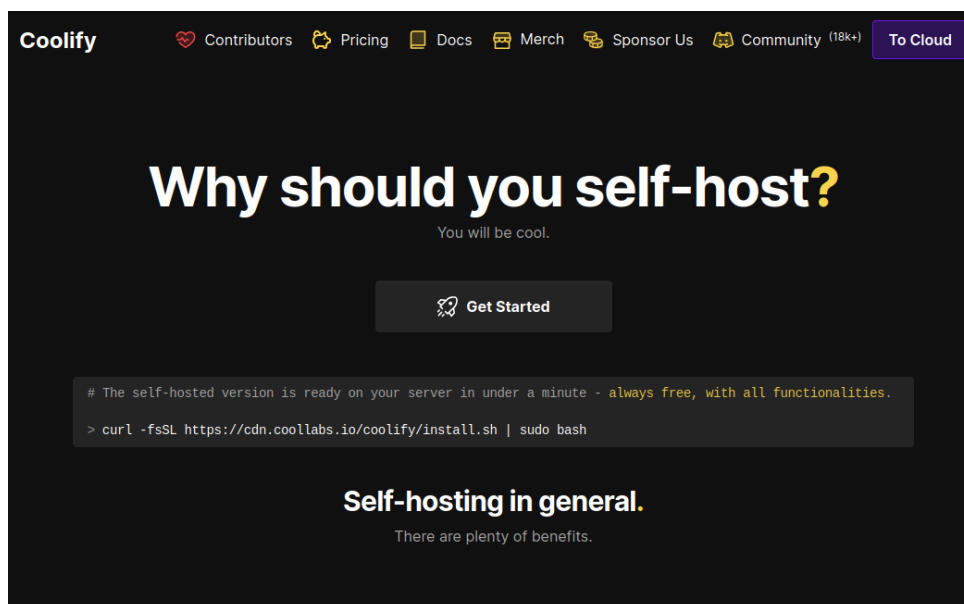 Coolify Contributors Pricing Docs Merch Sponsor Us Community (18k+) To Cloud
Why should you self-host?
You will be cool.
Get Started
# The self-hosted version is ready on your server in under a minute - always free, with all functionalities.
> curl -fsSL https://cdn.coollabs.io/coolify/install.sh | sudo bash
Self-hosting in general.
There are plenty of benefits.